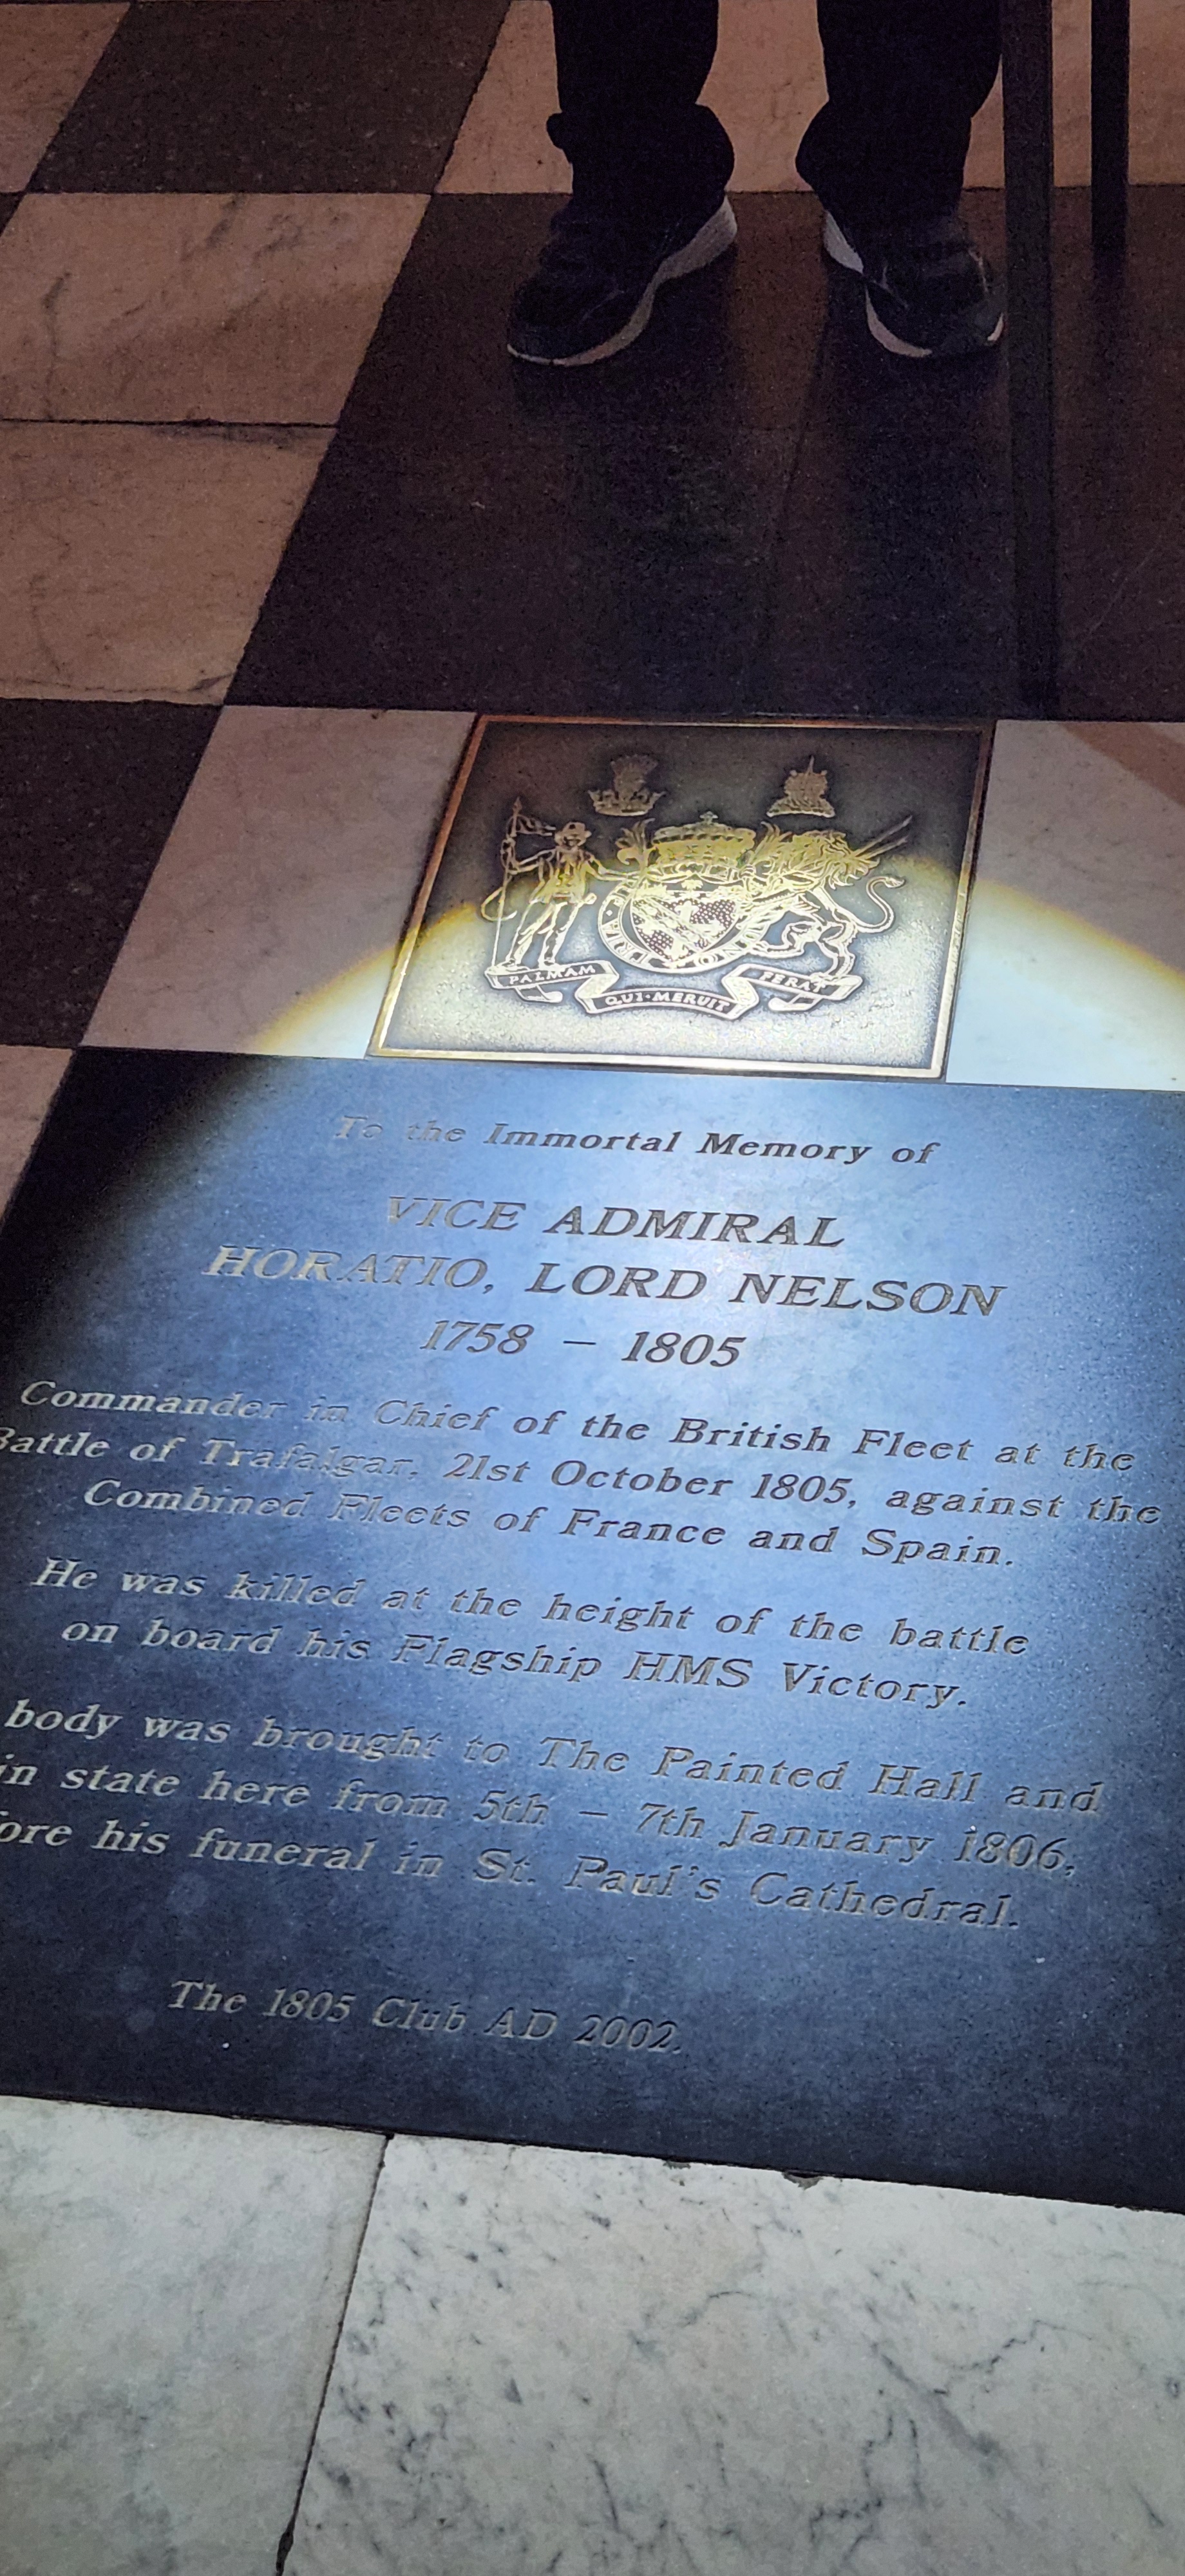 PALMAM QUI·MERUIT FERAT
To the Immortal Memory of
VICE ADMIRAL
HORATIO, LORD NELSON
1758 – 1805
Commander in Chief of the British Fleet at the
Battle of Trafalgar, 21st October 1805, against the
Combined Fleets of France and Spain.
He was killed at the height of the battle
on board his Flagship HMS Victory.
body was brought to The Painted Hall and
in state here from 5th – 7th January 1806,
ore his funeral in St. Paul's Cathedral.
The 1805 Club AD 2002.